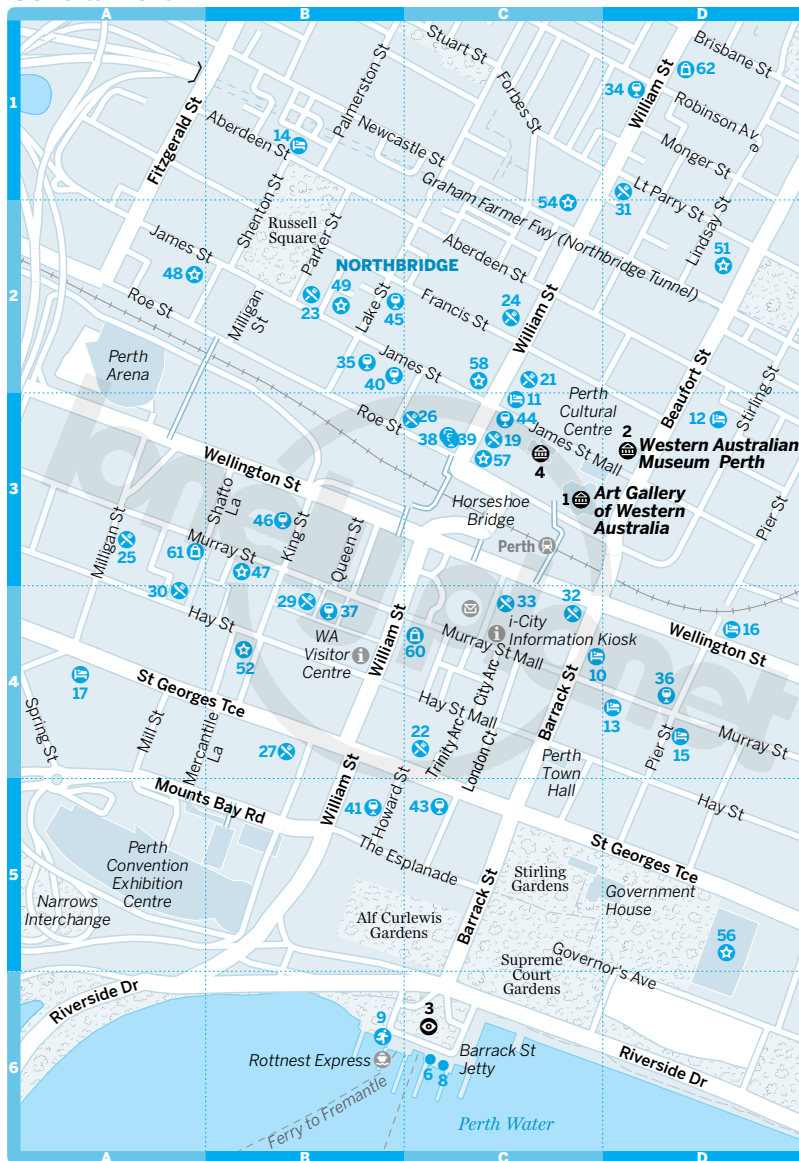 A
B
C
D
1
2
3
4
5
6
Stuart St
Brisbane St
62
34
Palmerston St
Forbes St
William St
Robinson Ave
Fitzgerald St
14
Aberdeen St
Newcastle St
Monger St
Graham Farmer Fwy (Northbridge Tunnel)
54
31
Lt Parry St
Shenton St
Russell
Square
Parker St
Lindsay St
51
James St
48
NORTHBRIDGE
Aberdeen St
49
23
Lake St
45
Francis St
24
William St
Roe St
Milligan
St
Perth
Arena
35
40
James St
58
21
11
Perth
Cultural
Centre
Beaufort St
Stirling St
12
Roe St
26
44
38
39
19
57
James St Mall
4
2
Western Australian
Museum Perth
Wellington St
1
Art Gallery
of Western
Australia
Horseshoe
Bridge
Perth
Pier St
Shafto
La
Milligan St
25
61
Murray St
46
King St
Queen St
47
30
29
37
Hay St
52
WA
Visitor
Centre
William St
60
33
32
i-City
Information Kiosk
Murray St Mall
Wellington St
16
17
St Georges Tce
10
36
13
15
Pier St
Murray St
Hay St Mall
City Arc
Trinity Arc
London Ct
Barrack St
22
Spring St
Mill St
Mercantile
La
27
Perth
Town
Hall
Mounts Bay Rd
William St
41
Howard St
43
Hay St
The Esplanade
St Georges Tce
Perth
Convention
Exhibition
Centre
Narrows
Interchange
Barrack St
Stirling
Gardens
Government
House
Alf Curlewis
Gardens
56
Supreme
Court
Gardens
Governor's Ave
Riverside Dr
9
3
Rottnest Express
6
8
Barrack St
Jetty
Riverside Dr
Ferry to Fremantle
Perth Water
lonely planet
A
B
C
D